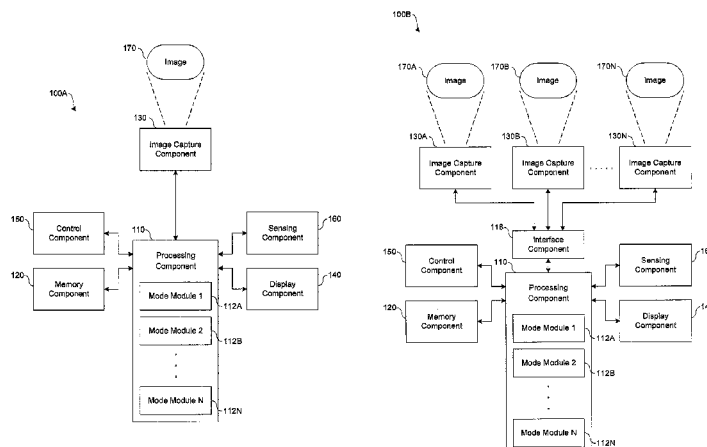 100A
170
Image
130
Image Capture
Component
150
Control
Component
110
Processing
Component
160
Sensing
Component
120
Memory
Component
140
Display
Component
Mode Module 1
112A
Mode Module 2
112B
Mode Module N
112N
100B
170A
Image
170B
Image
170N
Image
130A
Image Capture
Component
130B
Image Capture
Component
130N
Image Capture
Component
118
Interface
Component
150
Control
Component
110
Processing
Component
Sensing
Component
120
Memory
Component
Display
Component
Mode Module 1
112A
Mode Module 2
112B
Mode Module N
112N